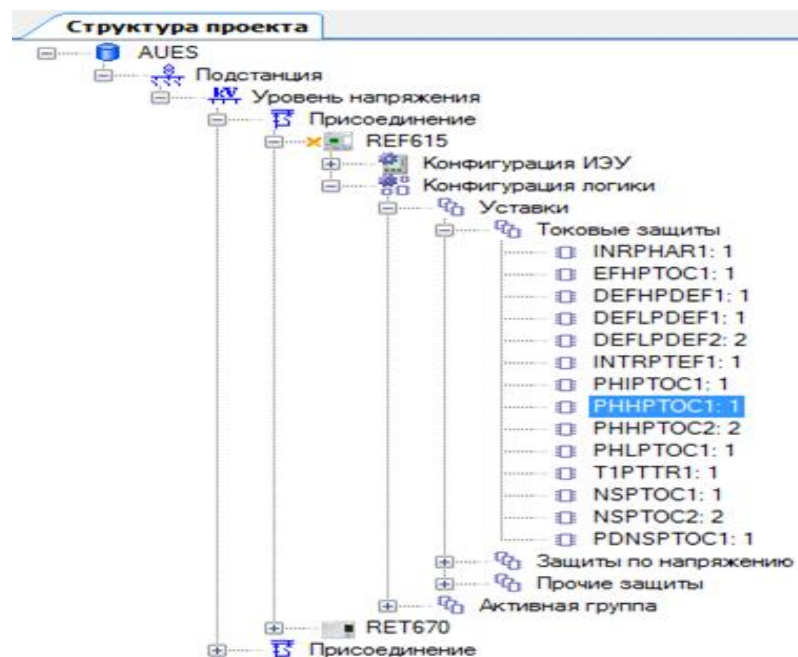 Структура проекта
AUES
Подстанция
kV Уровень напряжения
Присоединение
REF615
Конфигурация ИЭУ
Конфигурация логики
Уставки
Токовые защиты
INRPHAR1: 1
EFHPTOC1: 1
DEFHPDEF1: 1
DEFLPDEF1: 1
DEFLPDEF2: 2
INTRPTEF1: 1
PHIPTOC1: 1
PHHPTOC1: 1
PHHPTOC2: 2
PHLPTOC1: 1
T1PTTR1: 1
NSPTOC1: 1
NSPTOC2: 2
PDNSPTOC1: 1
Защиты по напряжению
Прочие защиты
Активная группа
RET670
Присоединение